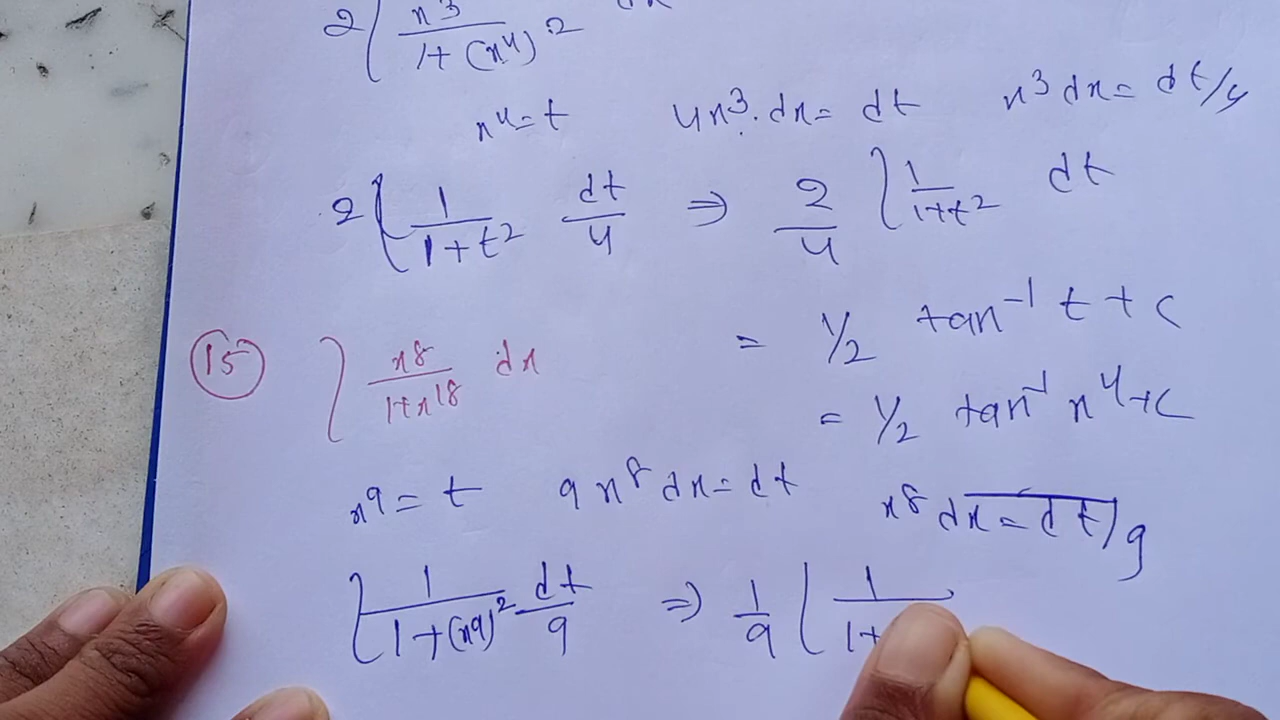 2∫ x³/(1+(x⁴)²
x⁴=t 4x³.dx= dt x³dx= dt/4
2∫ 1/(1+t²) dt/4 ⇒ 2/4 ∫ 1/(1+t²) dt
= 1/2 tan⁻¹ t + c
15 ∫ x⁸/(1+x¹⁸) dx
= 1/2 tan⁻¹ x⁴+c
x⁹= t 9x⁸dx=dt x⁸dx=dt/9
∫ 1/(1+(x⁹)²) dt/9 ⇒ 1/9 ∫ 1/(1+